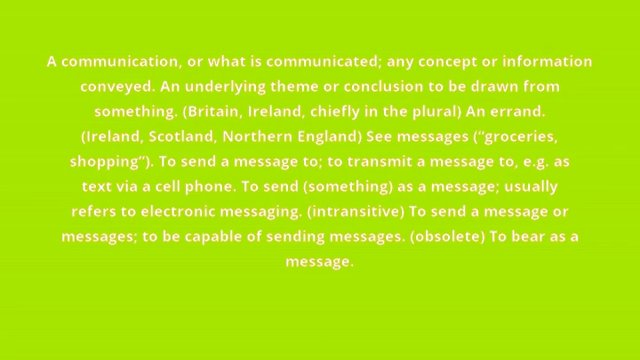 A communication, or what is communicated; any concept or information
conveyed. An underlying theme or conclusion to be drawn from
something. (Britain, Ireland, chiefly in the plural) An errand.
(Ireland, Scotland, Northern England) See messages (“groceries,
shopping”). To send a message to; to transmit a message to, e.g. as
text via a cell phone. To send (something) as a message; usually
refers to electronic messaging. (intransitive) To send a message or
messages; to be capable of sending messages. (obsolete) To bear as a
message.